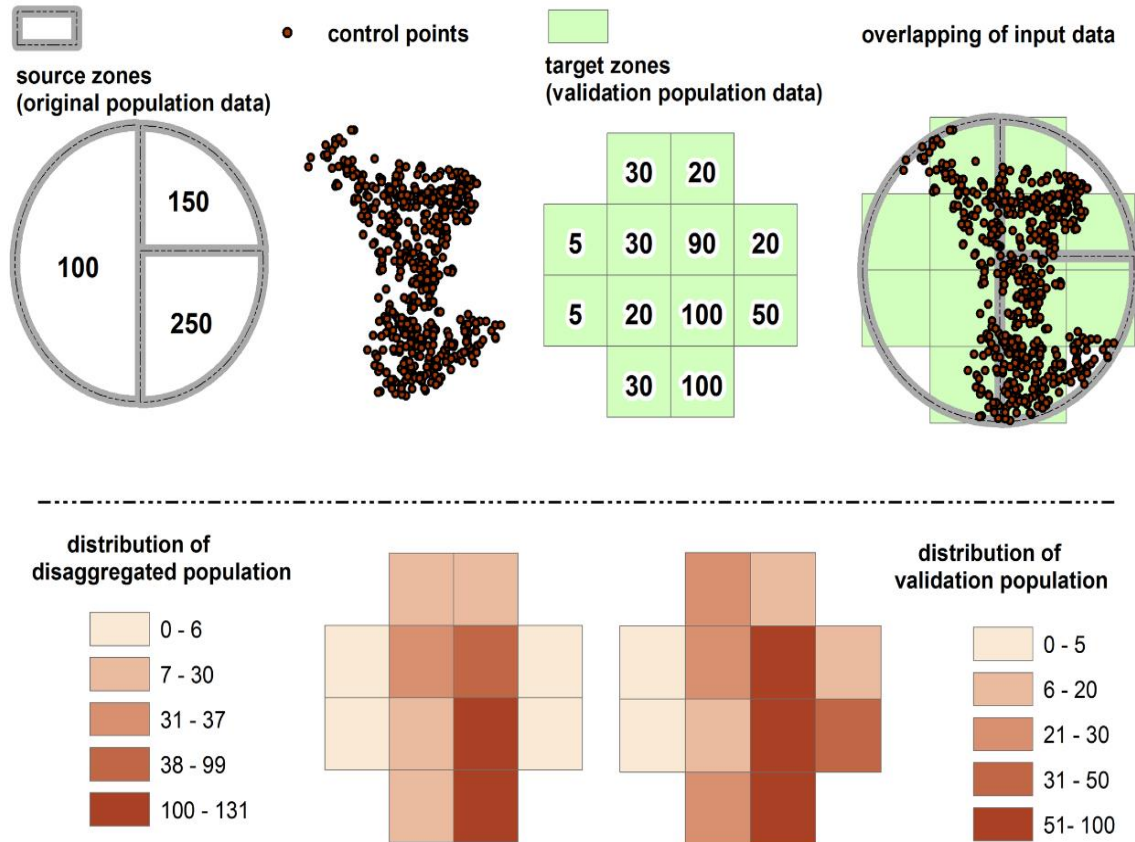 control points
overlapping of input data
source zones
(original population data)
target zones
(validation population data)
100
150
250
30 20
5 30 90 20
5 20 100 50
30 100
distribution of
disaggregated population
0 - 6
7 - 30
31 - 37
38 - 99
100 - 131
distribution of
validation population
0 - 5
6 - 20
21 - 30
31 - 50
51- 100